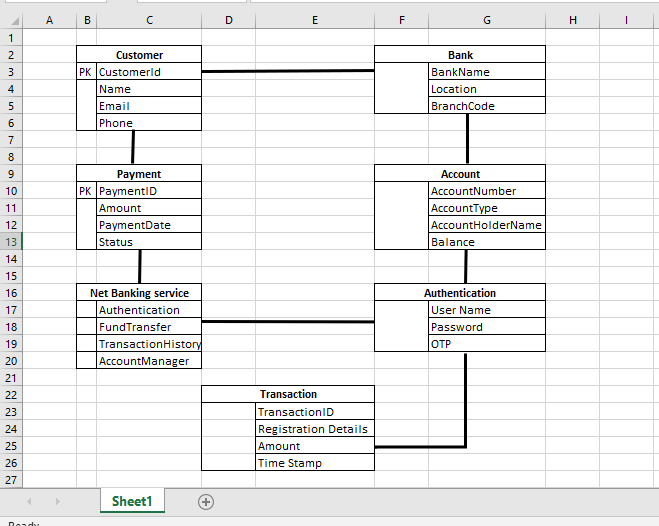 A B C D E F G H I
1
2 Customer Bank
3 PK CustomerId BankName
4 Name Location
5 Email BranchCode
6 Phone
7
8
9 Payment Account
10 PK PaymentID AccountNumber
11 Amount AccountType
12 PaymentDate AccountHolderName
13 Status Balance
14
15
16 Net Banking service Authentication
17 Authentication User Name
18 FundTransfer Password
19 TransactionHistory OTP
20 AccountManager
21
22 Transaction
23 TransactionID
24 Registration Details
25 Amount
26 Time Stamp
27
Sheet1
Ready